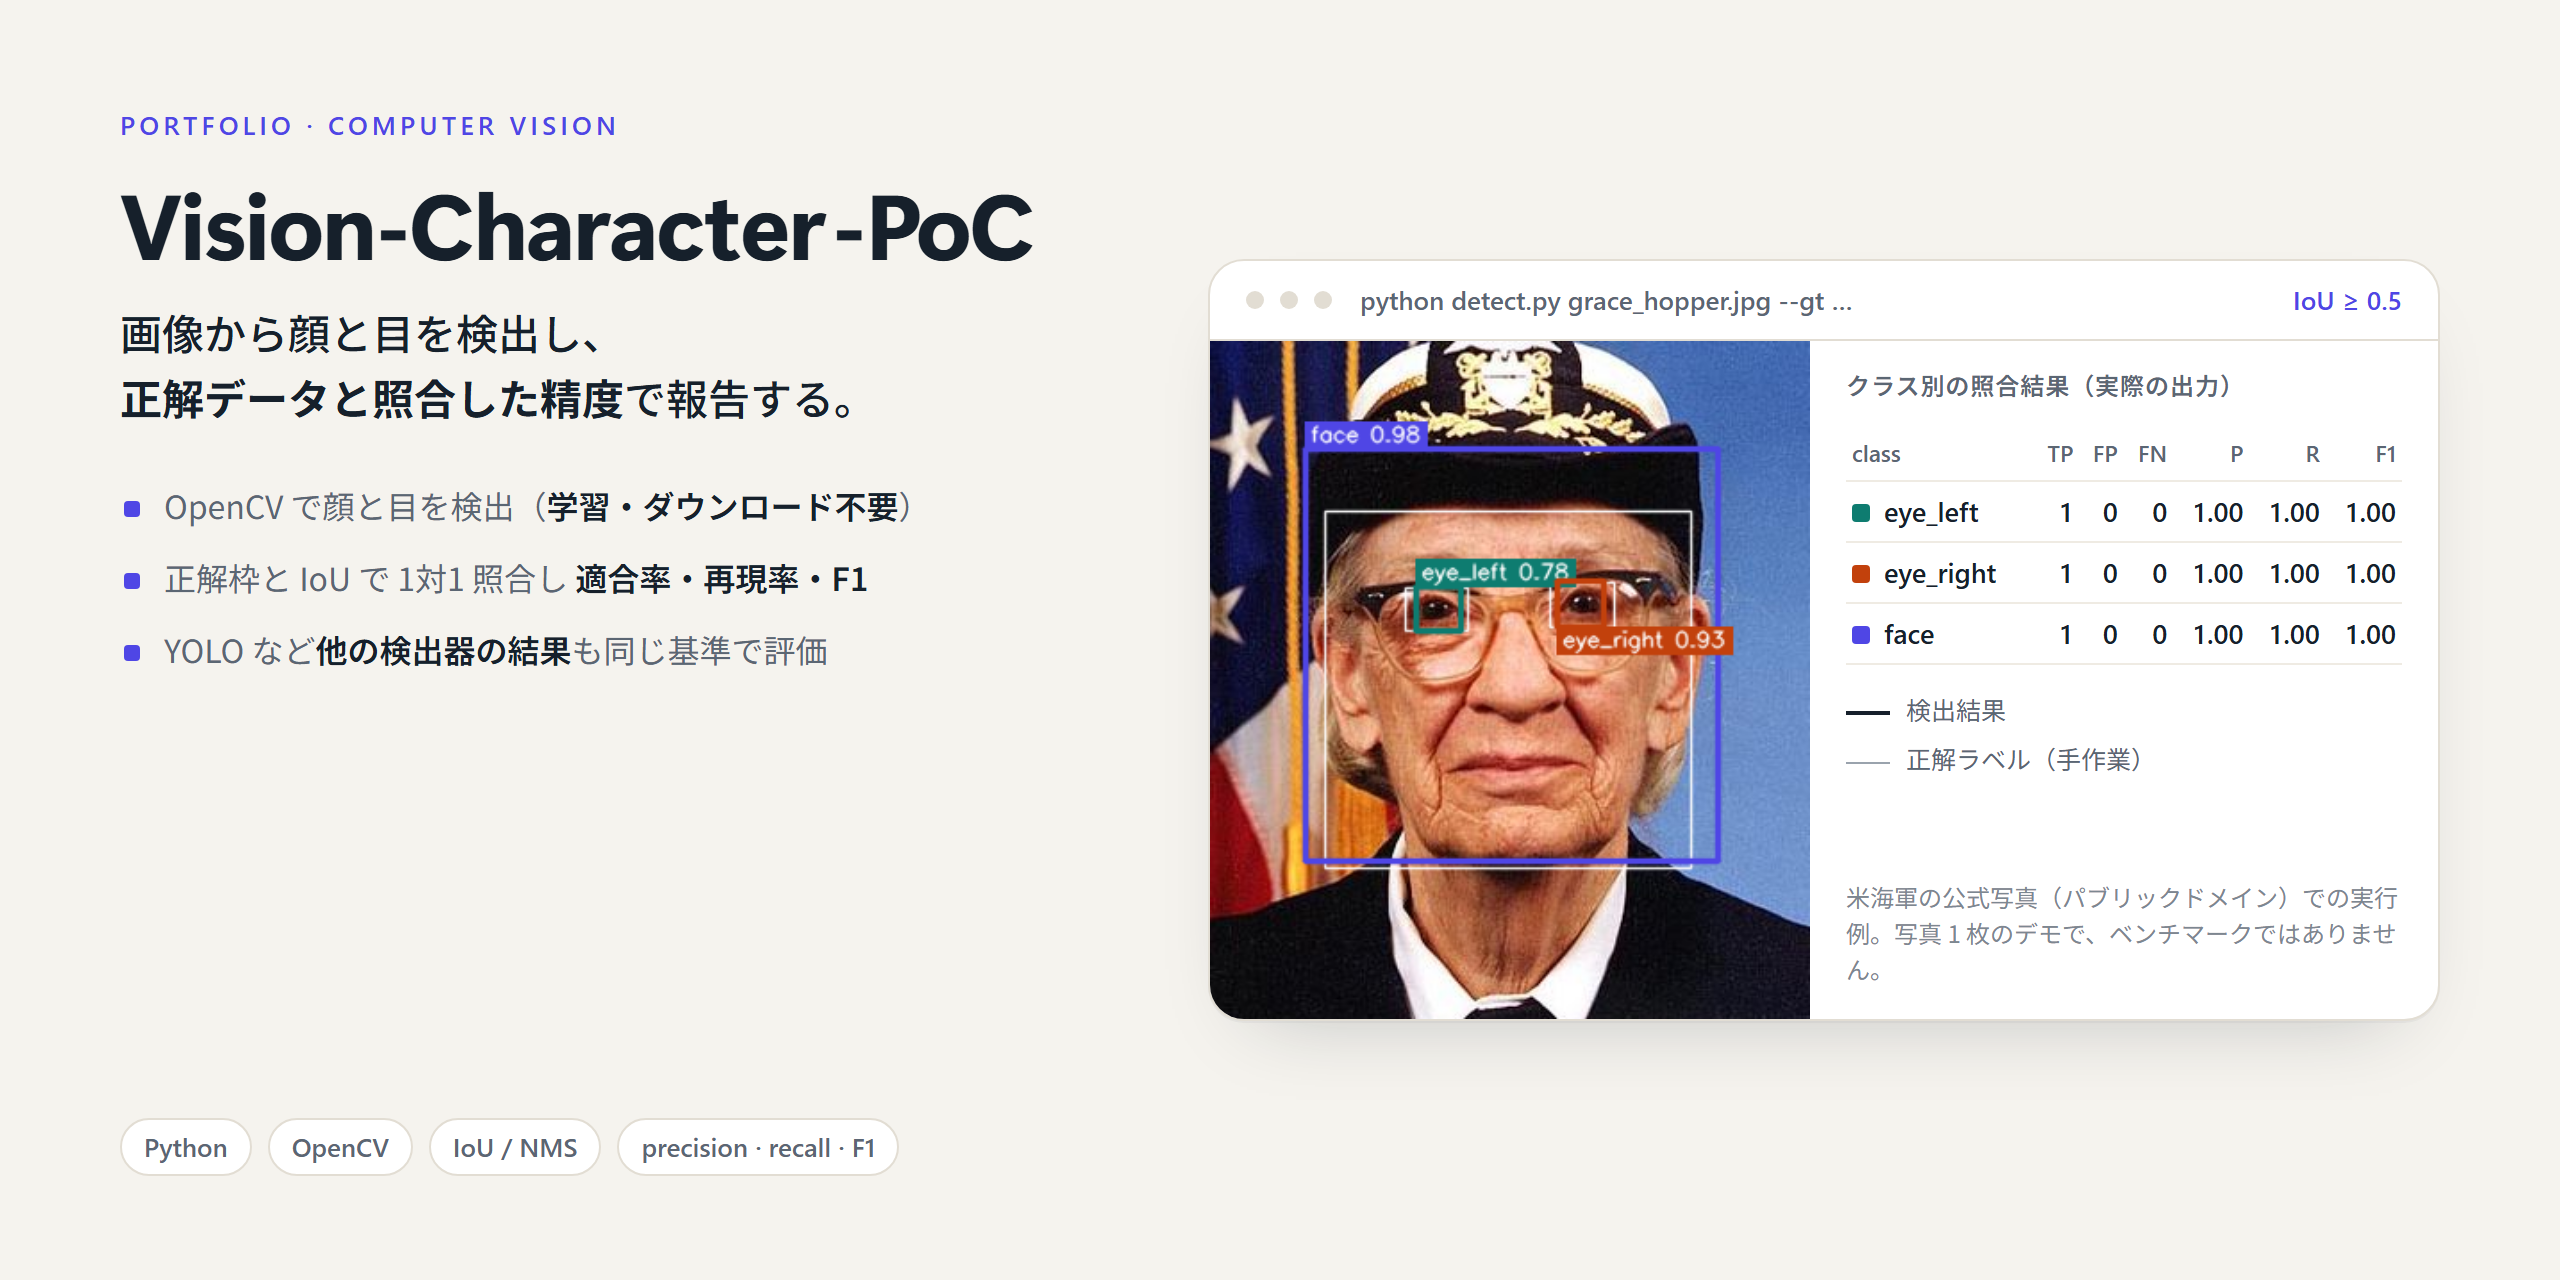 PORTFOLIO · COMPUTER VISION
Vision-Character-PoC
画像から顔と目を検出し、
正解データと照合した精度で報告する。
OpenCV で顔と目を検出（学習・ダウンロード不要）
正解枠と IoU で 1対1 照合し 適合率・再現率・F1
YOLO など他の検出器の結果も同じ基準で評価
Python
OpenCV
IoU / NMS
precision · recall · F1
python detect.py grace_hopper.jpg --gt ...
IoU ≥ 0.5
face 0.98
eye_left 0.78
eye_right 0.93
クラス別の照合結果（実際の出力）
class TP FP FN P R F1
eye_left 1 0 0 1.00 1.00 1.00
eye_right 1 0 0 1.00 1.00 1.00
face 1 0 0 1.00 1.00 1.00
検出結果
正解ラベル（手作業）
米海軍の公式写真（パブリックドメイン）での実行
例。写真 1 枚のデモで、ベンチマークではありませ
ん。